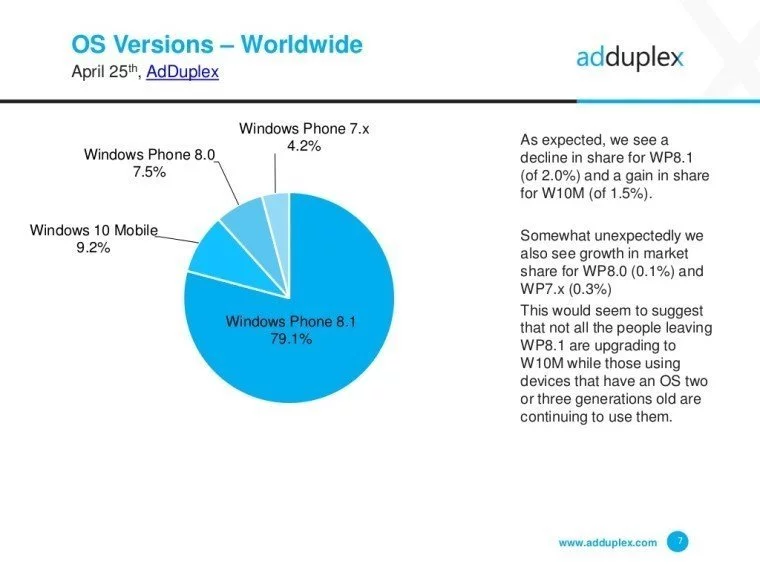 OS Versions – Worldwide
April 25th, AdDuplex
adduplex
Windows Phone 7.x
4.2%
Windows Phone 8.0
7.5%
Windows 10 Mobile
9.2%
Windows Phone 8.1
79.1%
As expected, we see a
decline in share for WP8.1
(of 2.0%) and a gain in share
for W10M (of 1.5%).
Somewhat unexpectedly we
also see growth in market
share for WP8.0 (0.1%) and
WP7.x (0.3%)
This would seem to suggest
that not all the people leaving
WP8.1 are upgrading to
W10M while those using
devices that have an OS two
or three generations old are
continuing to use them.
www.adduplex.com 7